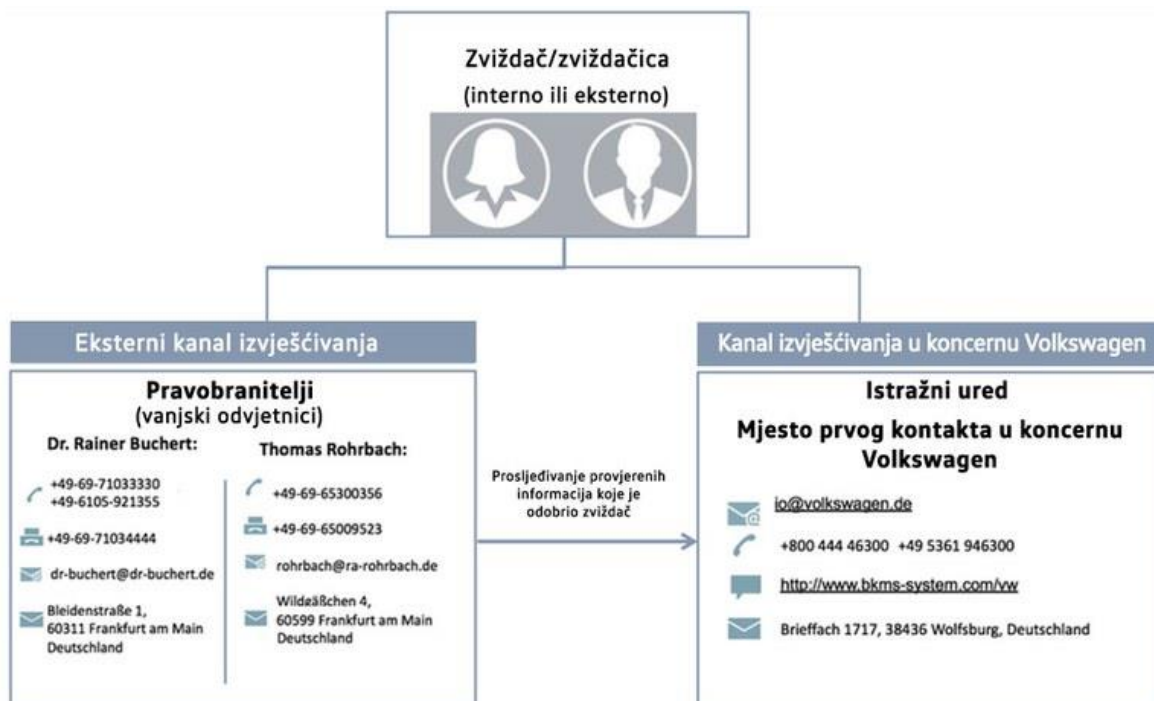 Zviždač/zviždačica
(interno ili eksterno)
Eksterni kanal izvješćivanja
Pravobranitelji
(vanjski odvjetnici)
Dr. Rainer Buchert:
+49-69-71033330
+49-6105-921355
+49-69-71034444
dr-buchert@dr-buchert.de
Bleidenstraße 1,
60311 Frankfurt am Main
Deutschland
Thomas Rohrbach:
+49-69-65300356
+49-69-65009523
rohrbach@ra-rohrbach.de
Wildgäßchen 4,
60599 Frankfurt am Main
Deutschland
Prosljeđivanje provjerenih
informacija koje je
odobrio zviždač
Kanal izvješćivanja u koncernu Volkswagen
Istražni ured
Mjesto prvog kontakta u koncernu
Volkswagen
io@volkswagen.de
+800 444 46300 +49 5361 946300
http://www.bkms-system.com/vw
Brieffach 1717, 38436 Wolfsburg, Deutschland